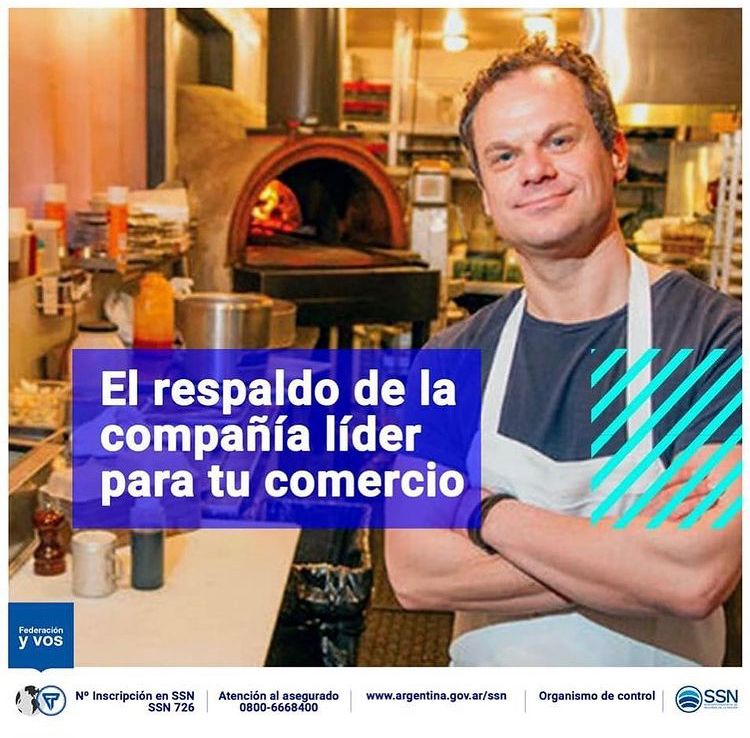 El respaldo de la
compañía líder
para tu comercio
Federación
y vos
Nº Inscripción en SSN
SSN 726
Atención al asegurado
0800-6668400
www.argentina.gov.ar/ssn
Organismo de control
SSN